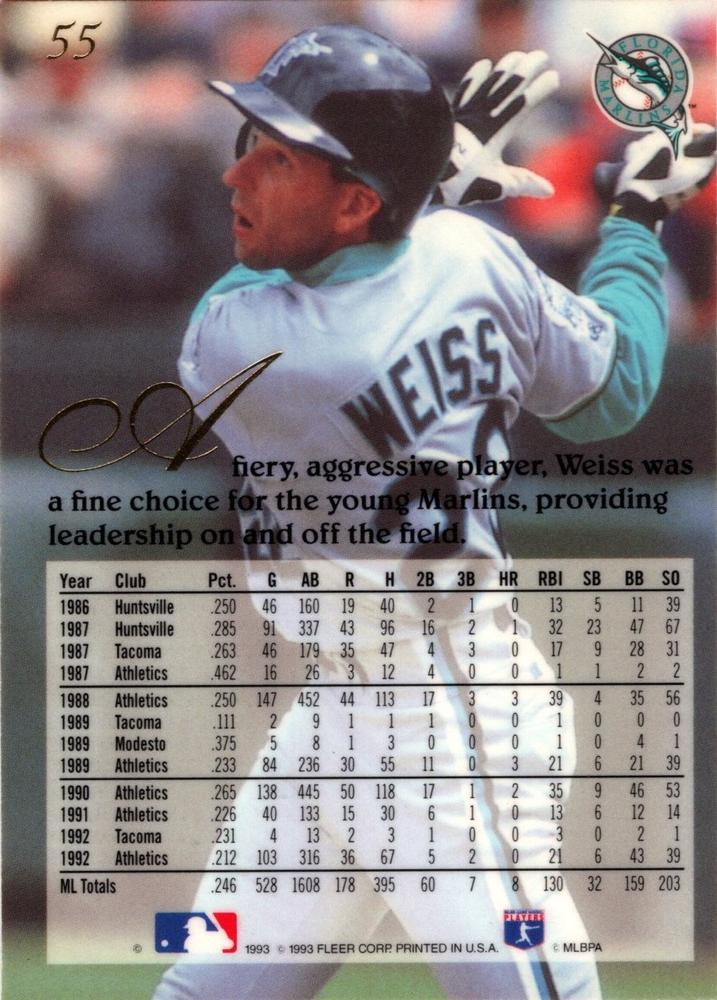 55
FLORIDA
MARLINS
™
WEISS
A
fiery, aggressive player, Weiss was
a fine choice for the young Marlins, providing
leadership on and off the field.
Year Club Pct. G AB R H 2B 3B HR RBI SB BB SO
1986 Huntsville .250 46 160 19 40 2 1 0 13 5 11 39
1987 Huntsville .285 91 337 43 96 16 2 1 32 23 47 67
1987 Tacoma .263 46 179 35 47 4 3 0 17 9 28 31
1987 Athletics .462 16 26 3 12 4 0 0 1 1 2 2
1988 Athletics .250 147 452 44 113 17 3 3 39 4 35 56
1989 Tacoma .111 2 9 1 1 1 0 0 1 0 0 0
1989 Modesto .375 5 8 1 3 0 0 0 1 0 4 1
1989 Athletics .233 84 236 30 55 11 0 3 21 6 21 39
1990 Athletics .265 138 445 50 118 17 1 2 35 9 46 53
1991 Athletics .226 40 133 15 30 6 1 0 13 6 12 14
1992 Tacoma .231 4 13 2 3 1 0 0 3 0 2 1
1992 Athletics .212 103 316 36 67 5 2 0 21 6 43 39
ML Totals .246 528 1608 178 395 60 7 8 130 32 159 203
PLAYERS
© 1993 © 1993 FLEER CORP. PRINTED IN U.S.A. © MLBPA